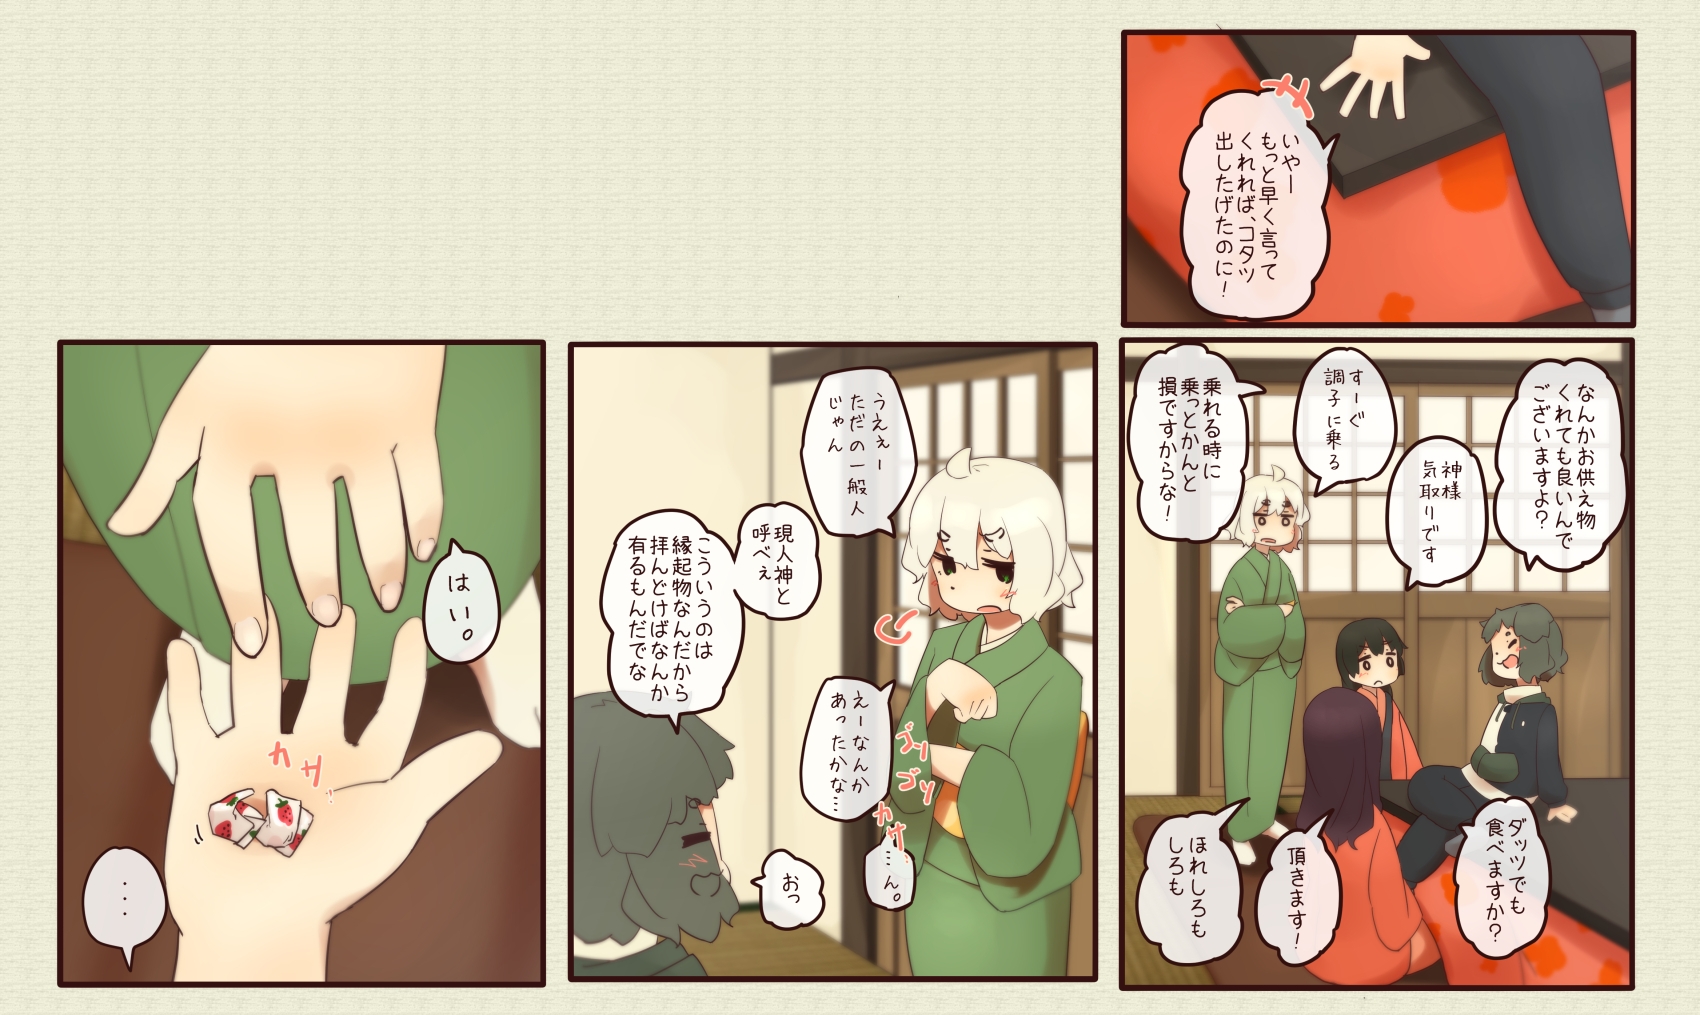 いやー
もっと早く言って
くれれば、コタツ
出したげたのに！
なんかお供え物
くれても良いんで
ございますよ？
神様
気取りです
すーぐ
調子に乗る
乗れる時に
乗っとかんと
損ですからな！
ダッツでも
食べますか？
頂きます！
ほれしろも
しろも
うえぇー
ただの一般人
じゃん
現人神と
呼べぇ
こういうのは
縁起物なんだから
拝んどけばなんか
有るもんだでな
えーなんか
あったかな…
ゴソ
ゴソ
カサ
…ん。
おっ
はい。
カサ
…